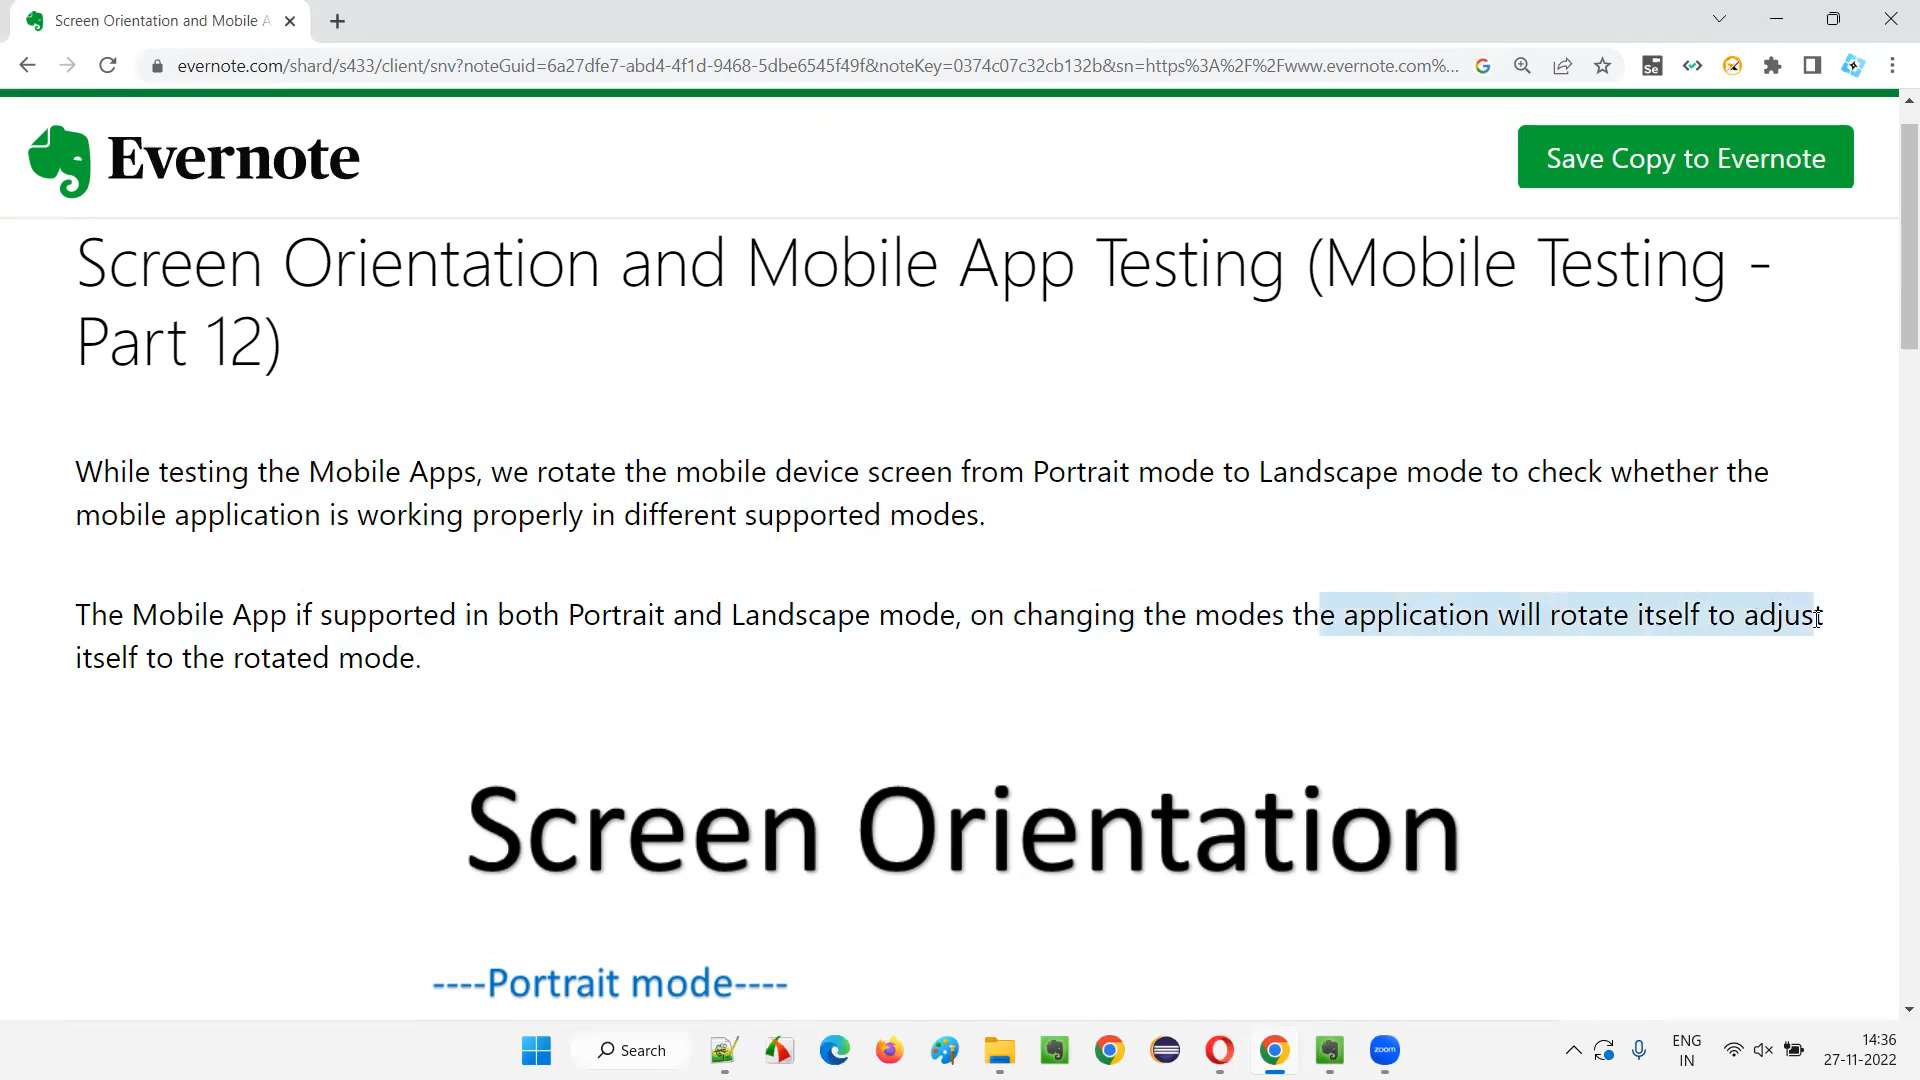 Screen Orientation and Mobile A
evernote.com/shard/s433/client/snv?noteGuid=6a27dfe7-abd4-4f1d-9468-5dbe6545f49f&noteKey=0374c07c32cb132b&sn=https%3A%2F%2Fwww.evernote.com%...
Evernote
Save Copy to Evernote
Screen Orientation and Mobile App Testing (Mobile Testing -
Part 12)
While testing the Mobile Apps, we rotate the mobile device screen from Portrait mode to Landscape mode to check whether the
mobile application is working properly in different supported modes.
The Mobile App if supported in both Portrait and Landscape mode, on changing the modes the application will rotate itself to adjust
itself to the rotated mode.
Screen Orientation
----Portrait mode----
Search
zoom
ENG
IN
14:36
27-11-2022
Se